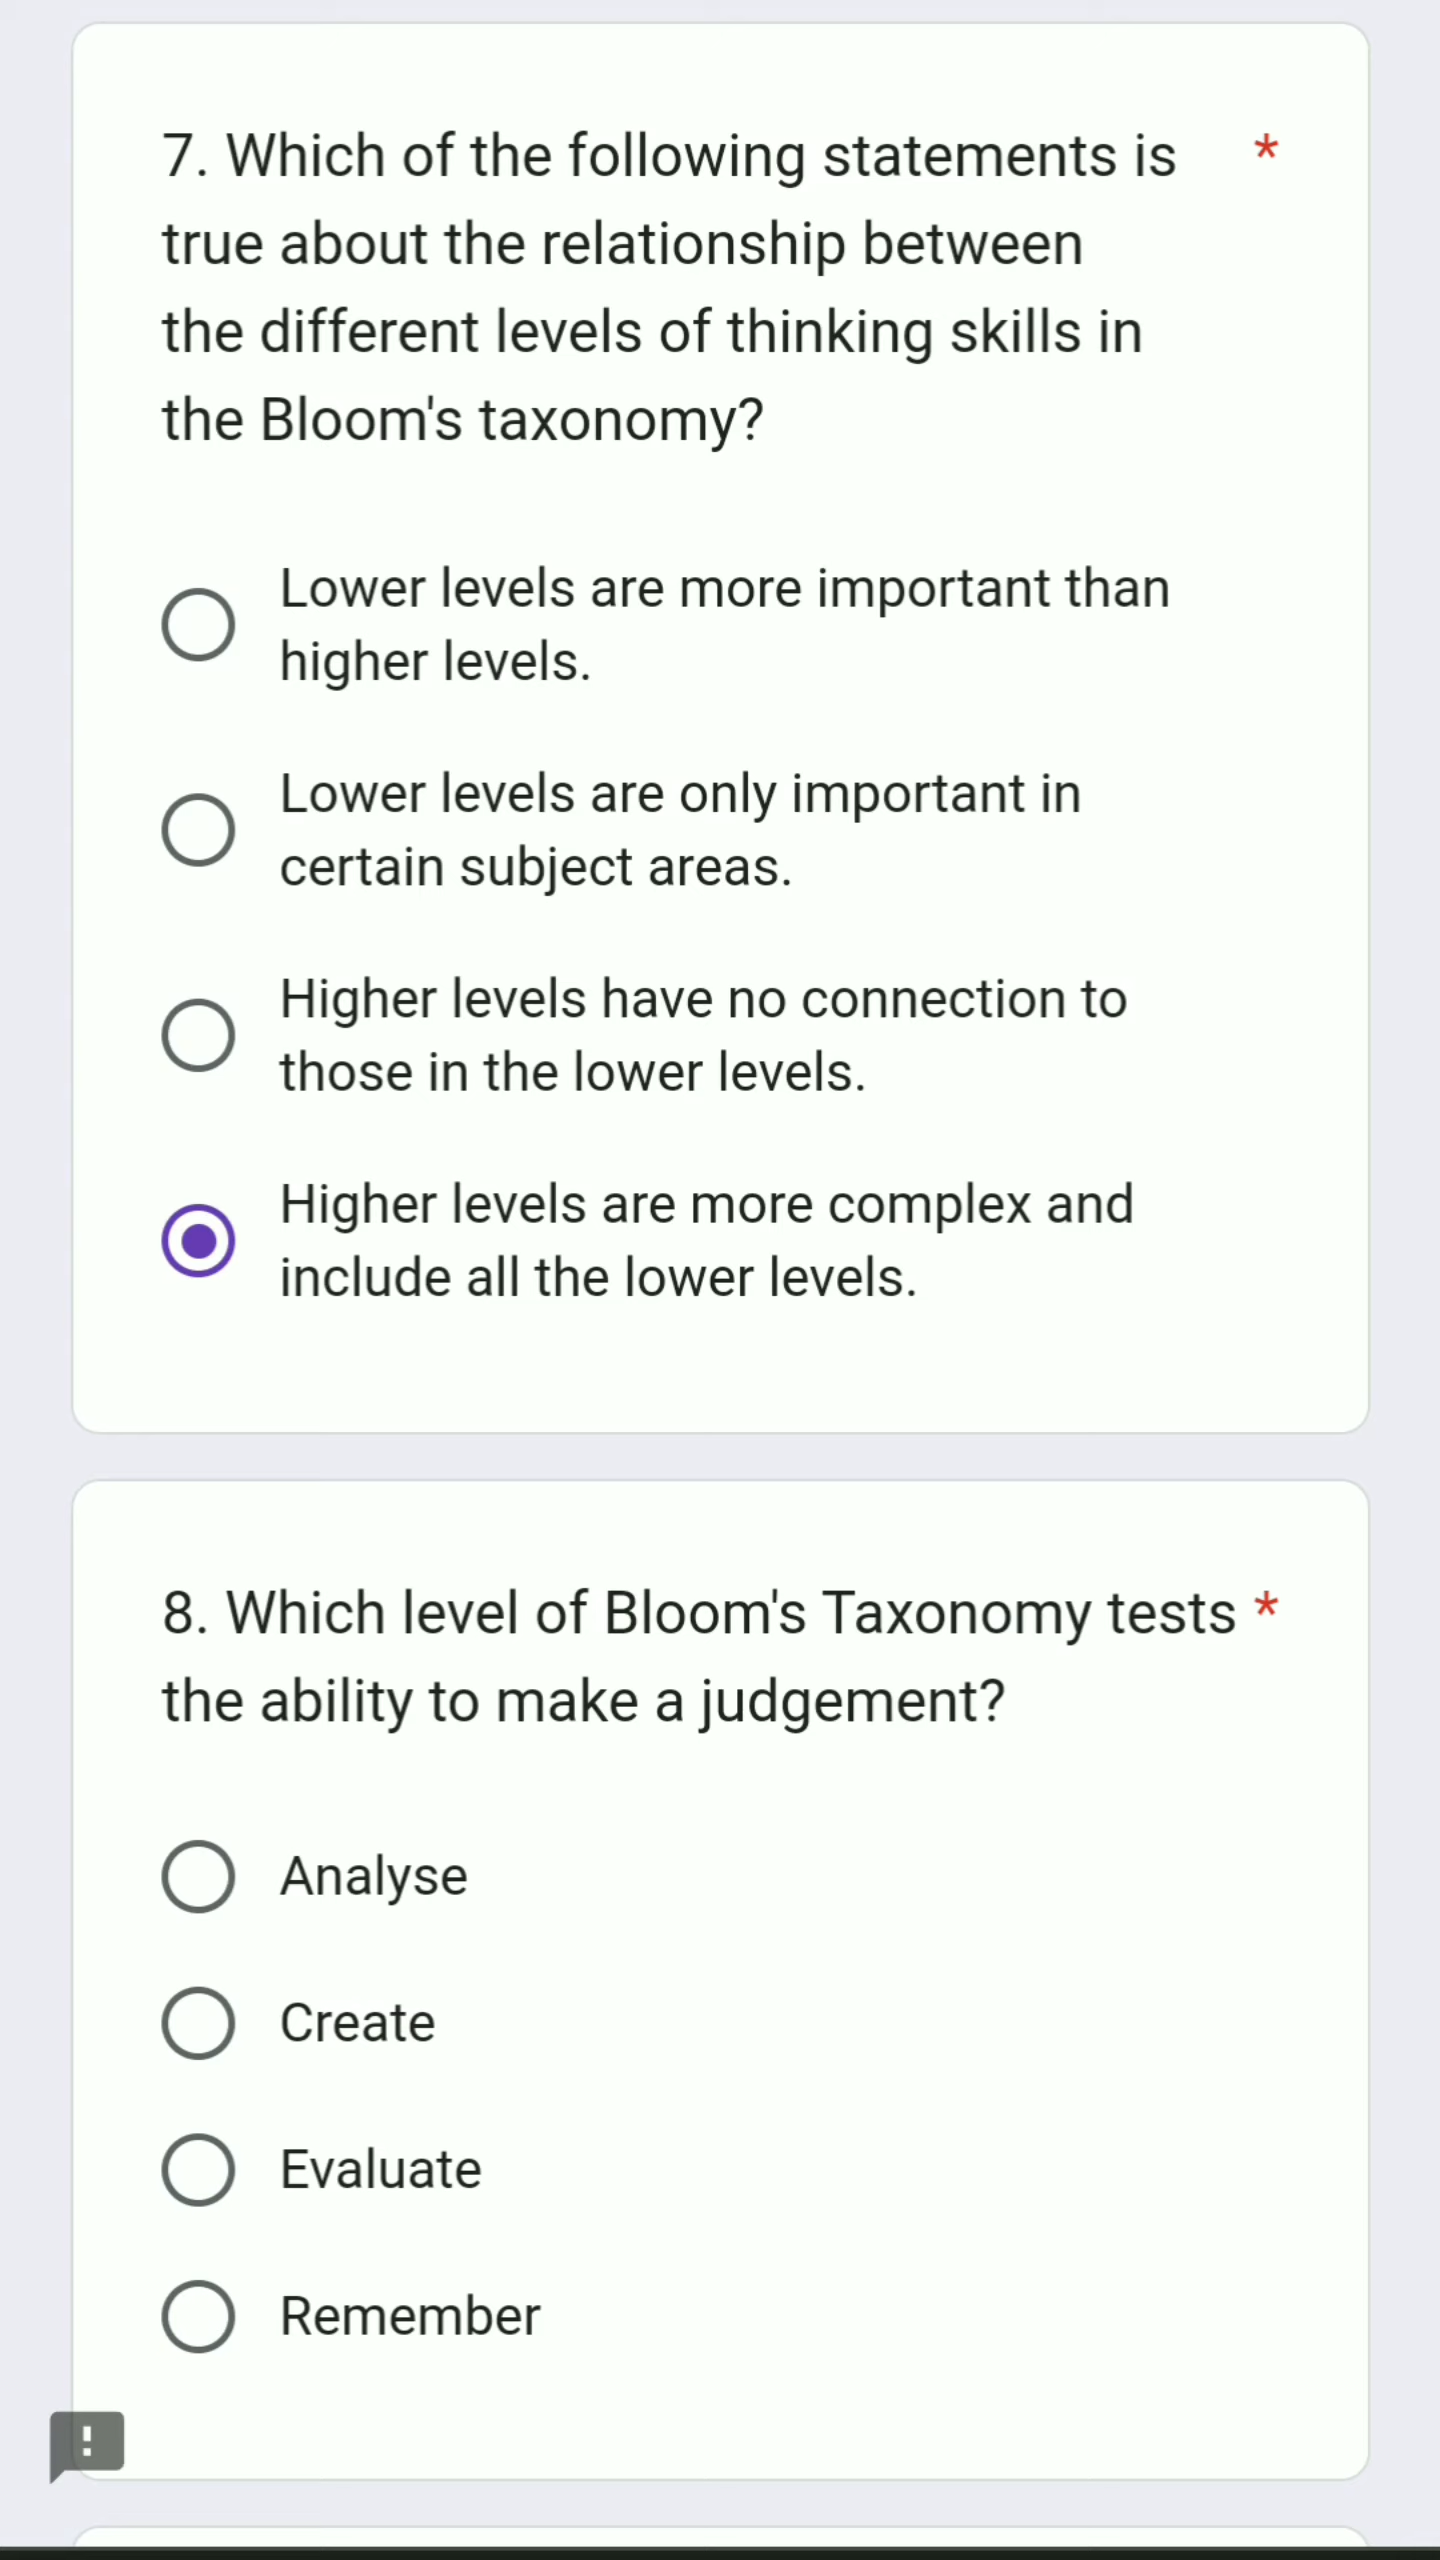 7. Which of the following statements is *
true about the relationship between
the different levels of thinking skills in
the Bloom's taxonomy?
Lower levels are more important than
higher levels.
Lower levels are only important in
certain subject areas.
Higher levels have no connection to
those in the lower levels.
Higher levels are more complex and
include all the lower levels.
8. Which level of Bloom's Taxonomy tests *
the ability to make a judgement?
Analyse
Create
Evaluate
Remember